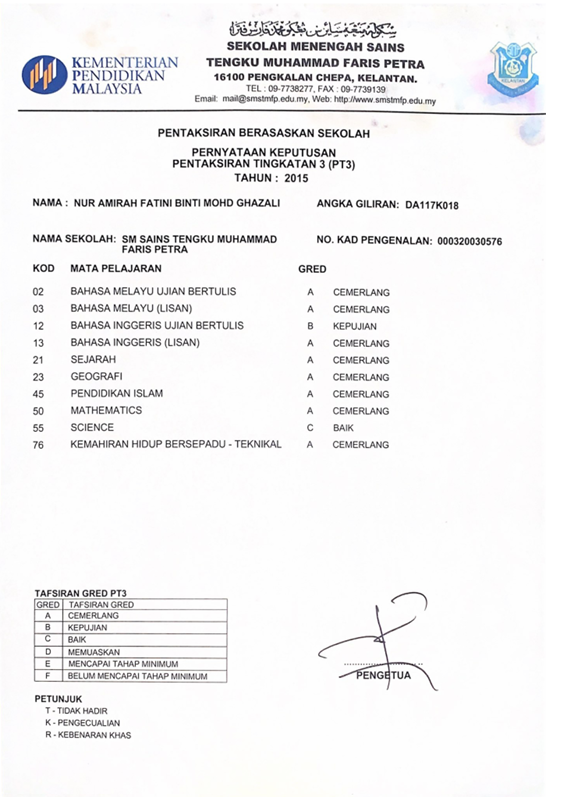 SEKOLAH MENENGAH SAINS
TENGKU MUHAMMAD FARIS PETRA
16100 PENGKALAN CHEPA, KELANTAN.
TEL : 09-7738277, FAX : 09-7739139
Email: mail@smstmfp.edu.my, Web: http://www.smstmfp.edu.my
KEMENTERIAN
PENDIDIKAN
MALAYSIA
PENTAKSIRAN BERASASKAN SEKOLAH
PERNYATAAN KEPUTUSAN
PENTAKSIRAN TINGKATAN 3 (PT3)
TAHUN : 2015
NAMA : NUR AMIRAH FATINI BINTI MOHD GHAZALI ANGKA GILIRAN: DA117K018
NAMA SEKOLAH: SM SAINS TENGKU MUHAMMAD NO. KAD PENGENALAN: 000320030576
FARIS PETRA
KOD MATA PELAJARAN GRED
02 BAHASA MELAYU UJIAN BERTULIS A CEMERLANG
03 BAHASA MELAYU (LISAN) A CEMERLANG
12 BAHASA INGGERIS UJIAN BERTULIS B KEPUJIAN
13 BAHASA INGGERIS (LISAN) A CEMERLANG
21 SEJARAH A CEMERLANG
23 GEOGRAFI A CEMERLANG
45 PENDIDIKAN ISLAM A CEMERLANG
50 MATHEMATICS A CEMERLANG
55 SCIENCE C BAIK
76 KEMAHIRAN HIDUP BERSEPADU - TEKNIKAL A CEMERLANG
TAFSIRAN GRED PT3
GRED TAFSIRAN GRED
A CEMERLANG
B KEPUJIAN
C BAIK
D MEMUASKAN
E MENCAPAI TAHAP MINIMUM
F BELUM MENCAPAI TAHAP MINIMUM
PENGETUA
PETUNJUK
T - TIDAK HADIR
K - PENGECUALIAN
R - KEBENARAN KHAS